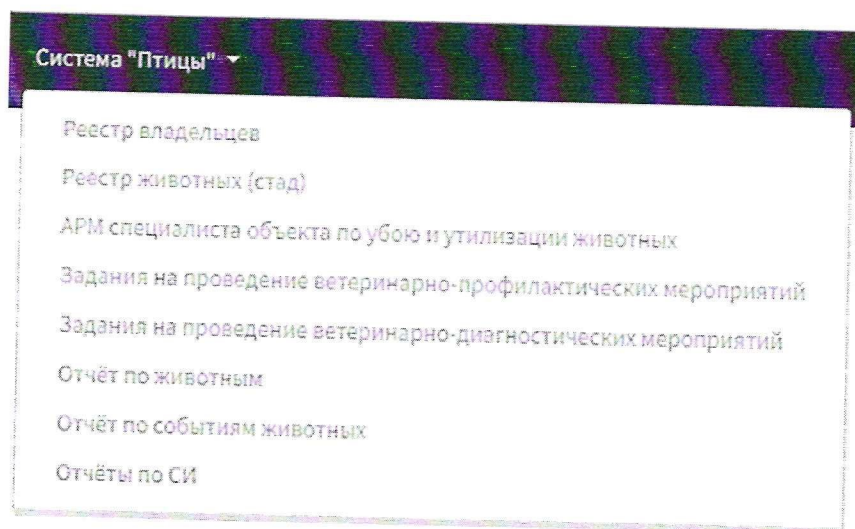 Система "Птицы"
Реестр владельцев
Реестр животных (стад)
АРМ специалиста объекта по убою и утилизации животных
Задания на проведение ветеринарно-профилактических мероприятий
Задания на проведение ветеринарно-диагностических мероприятий
Отчёт по животным
Отчёт по событиям животных
Отчёты по СИ